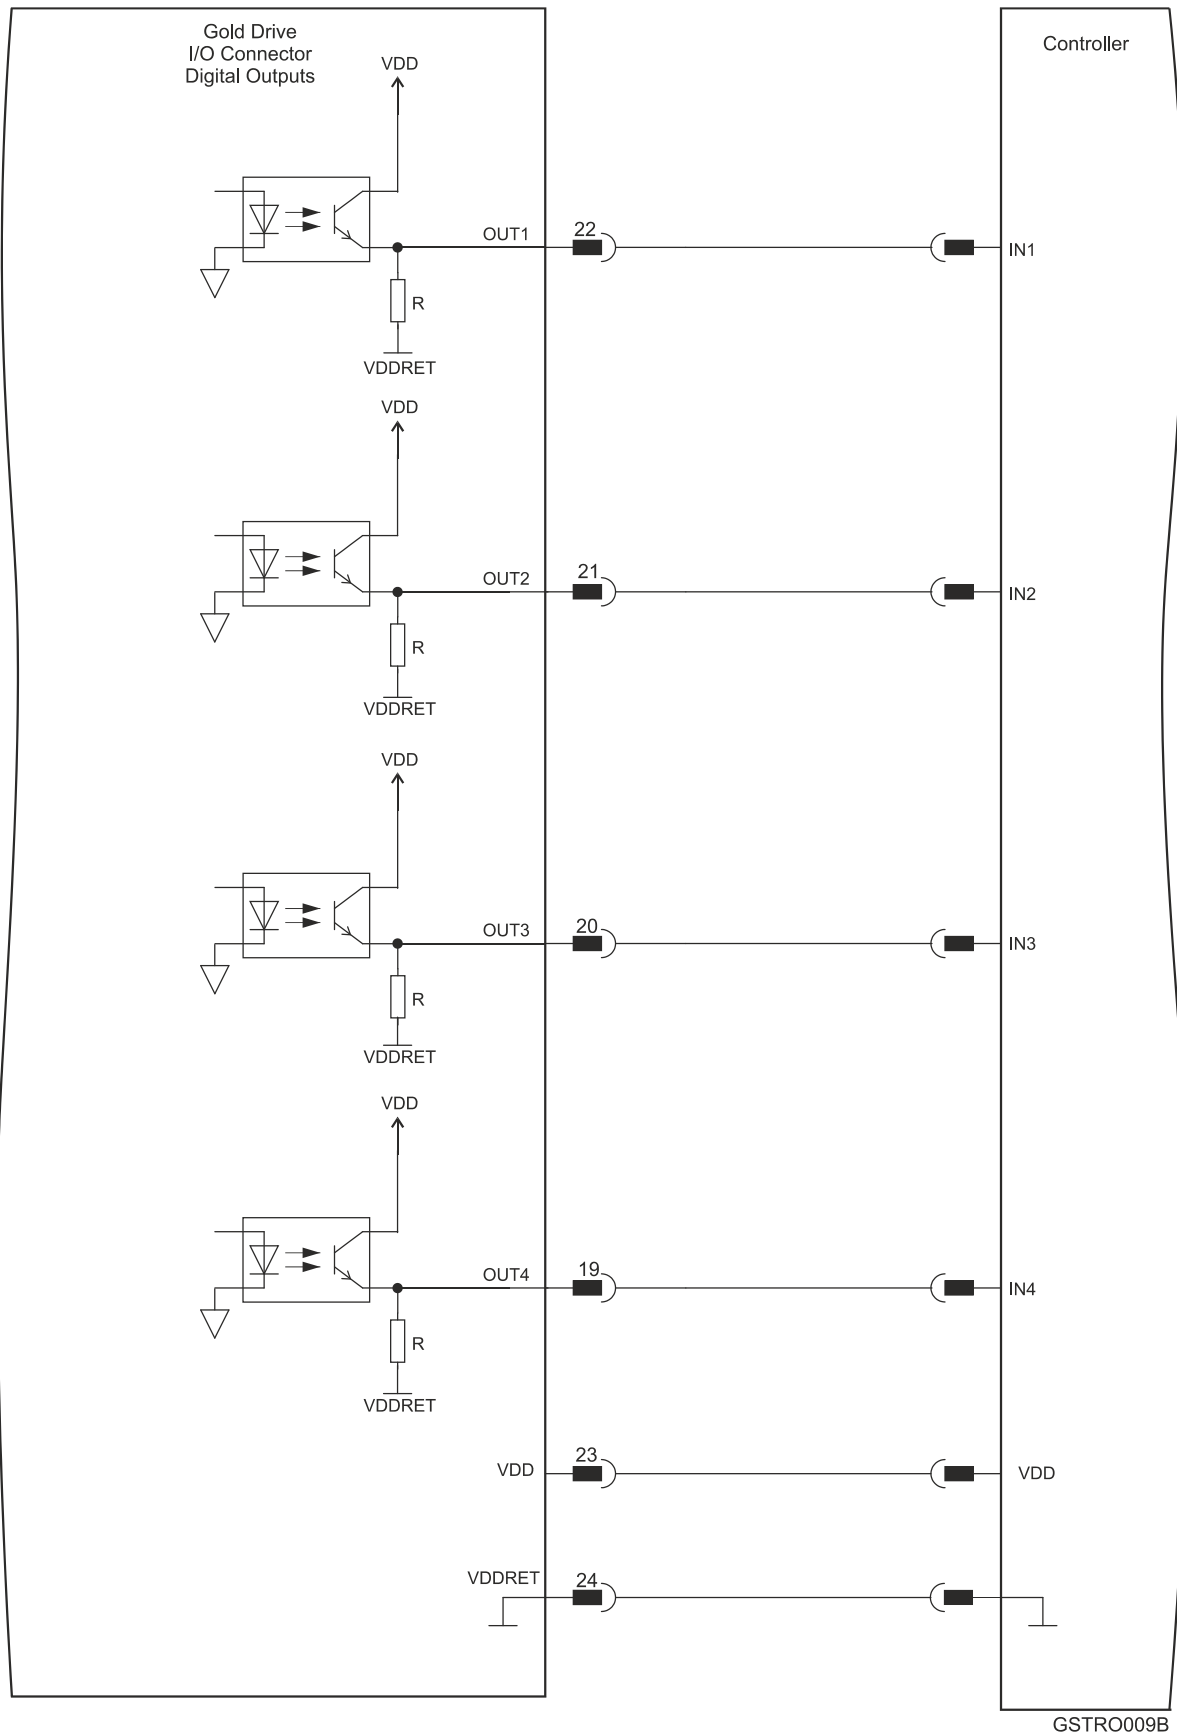 Gold Drive
I/O Connector
Digital Outputs
Controller
VDD
OUT1
22
IN1
R
VDDRET
VDD
OUT2
21
IN2
R
VDDRET
VDD
OUT3
20
IN3
R
VDDRET
VDD
OUT4
19
IN4
R
VDDRET
VDD
23
VDD
VDDRET
24
GSTRO009B